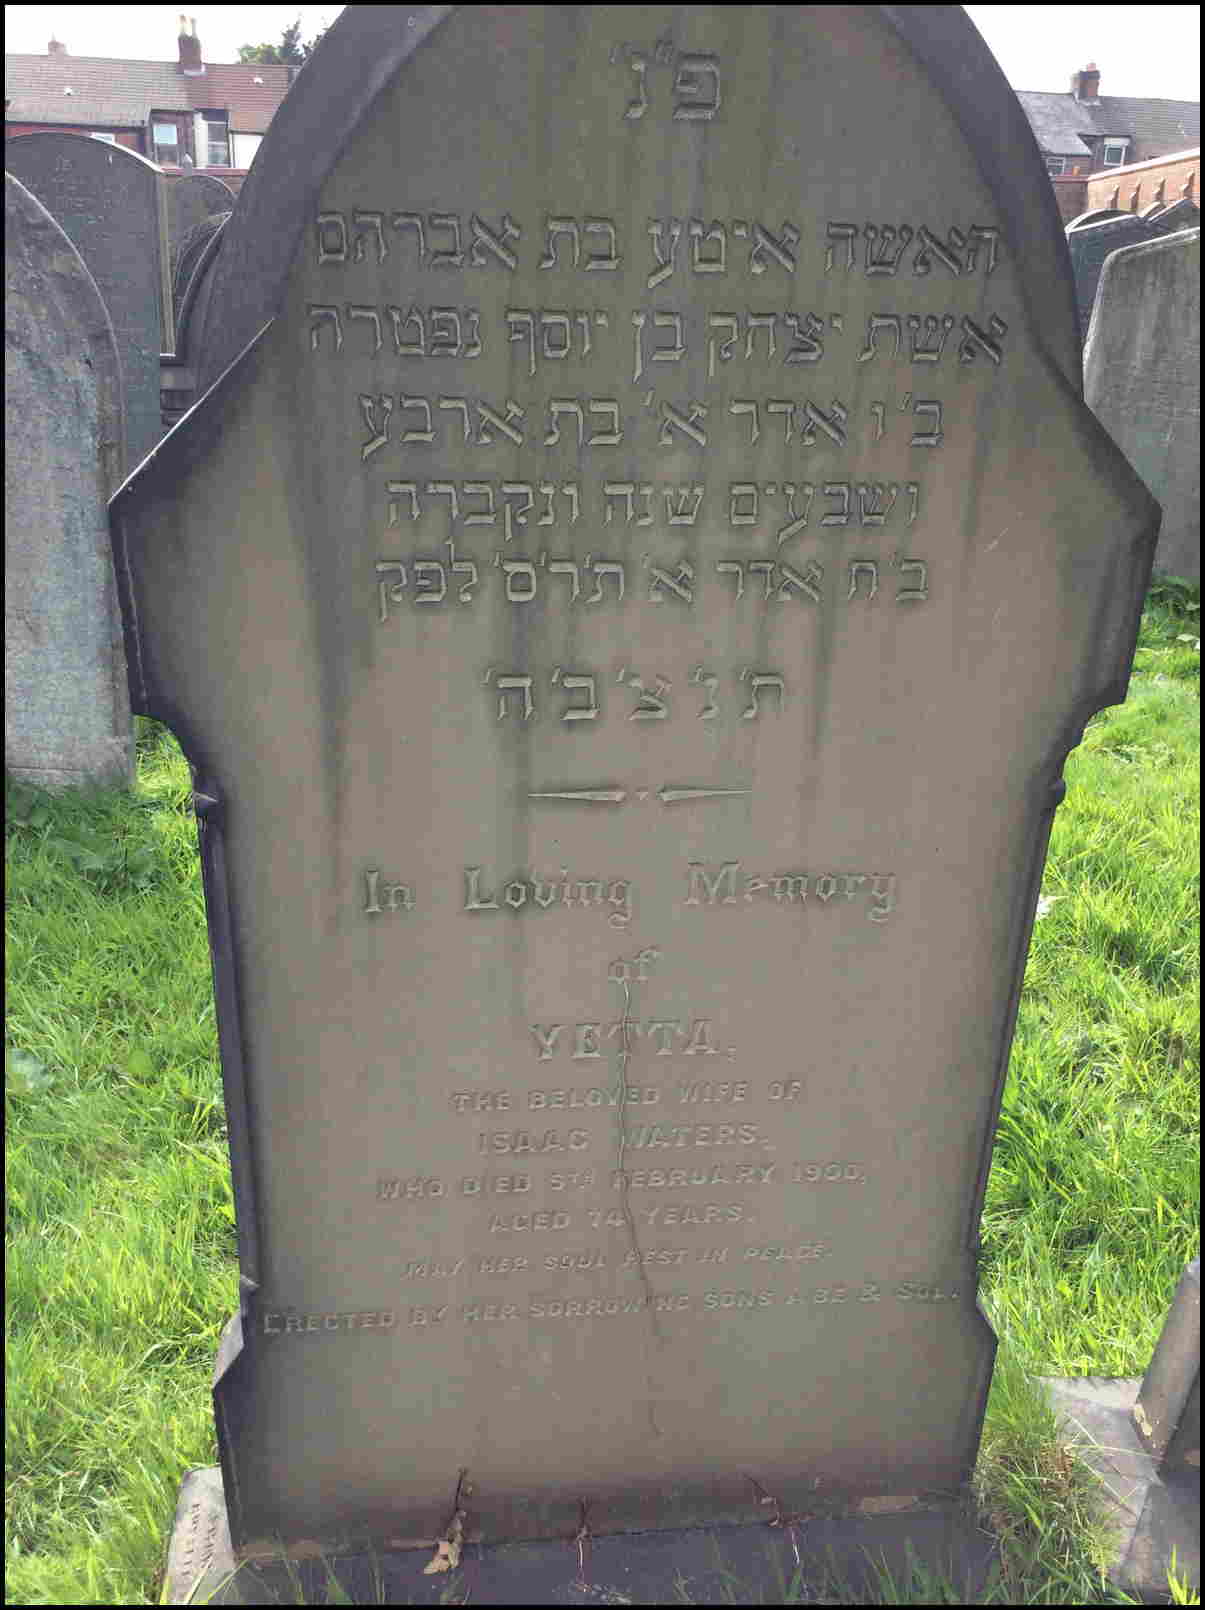 פ"נ
האשה איטע בת אברהם
אשת יצחק בן יוסף נפטרה
ב' ו אדר א' בת ארבע
ושבעים שנה ונקברה
ב' ח אדר א' ת'ר'ס' לפק
ת' נ' צ' ב' ה'
In Loving Memory
of
YETTA,
THE BELOVED WIFE OF
ISAAC WATERS,
WHO DIED 5TH FEBRUARY 1900,
AGED 74 YEARS.
MAY HER SOUL REST IN PEACE.
ERECTED BY HER SORROWING SONS ABE & SOL.